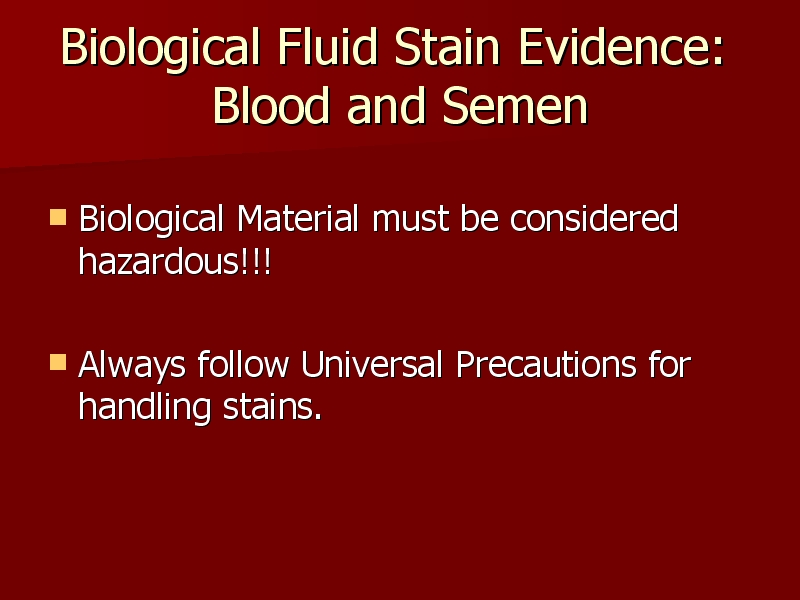 Biological Fluid Stain Evidence:
Blood and Semen
Biological Material must be considered
hazardous!!!
Always follow Universal Precautions for
handling stains.